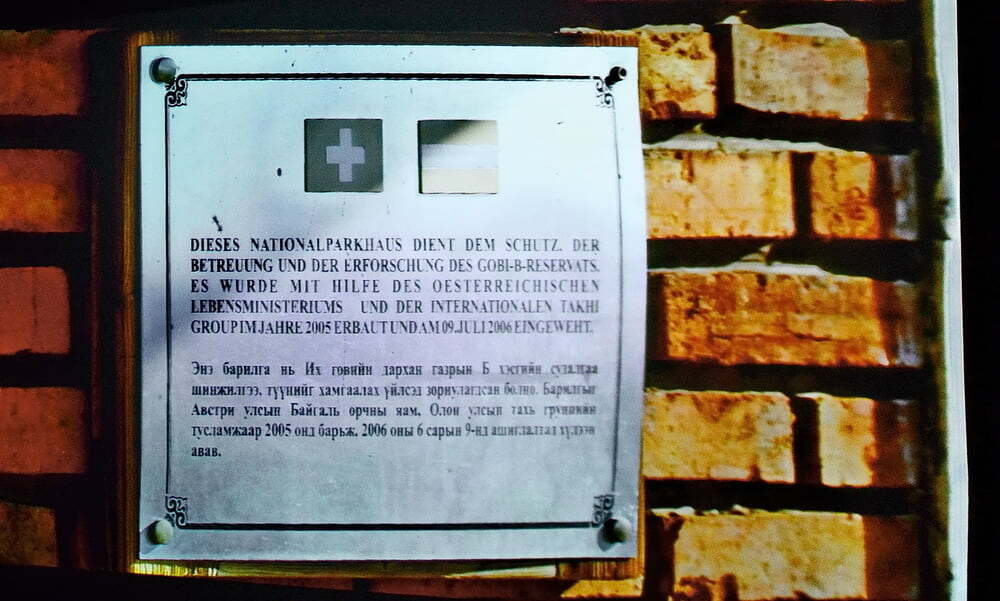 DIESES NATIONALPARKHAUS DIENT DEM SCHUTZ. DER
BETREUUNG UND DER ERFORSCHUNG DES GOBI-B-RESERVATS.
ES WURDE MIT HILFE DES OESTERREICHISCHEN
LEBENSMINISTERIUMS UND DER INTERNATIONALEN TAKHI
GROUP IM JAHRE 2005 ERBAUT UND AM 09. JULI 2006 EINGEWEHT.
Энэ барилга нь Их говийн дархан газрын Б хэсгийн судалгаа
шинжилгээ, түүнийг хамгаалах үйлсэд зориулагдсан болно. Барилгыг
Австри улсын Байгаль орчны яам, Олон улсын тахь группийн
тусламжаар 2005 онд барьж, 2006 оны 6 сарын 9-нд ашиглалтад хүлээн
авав.